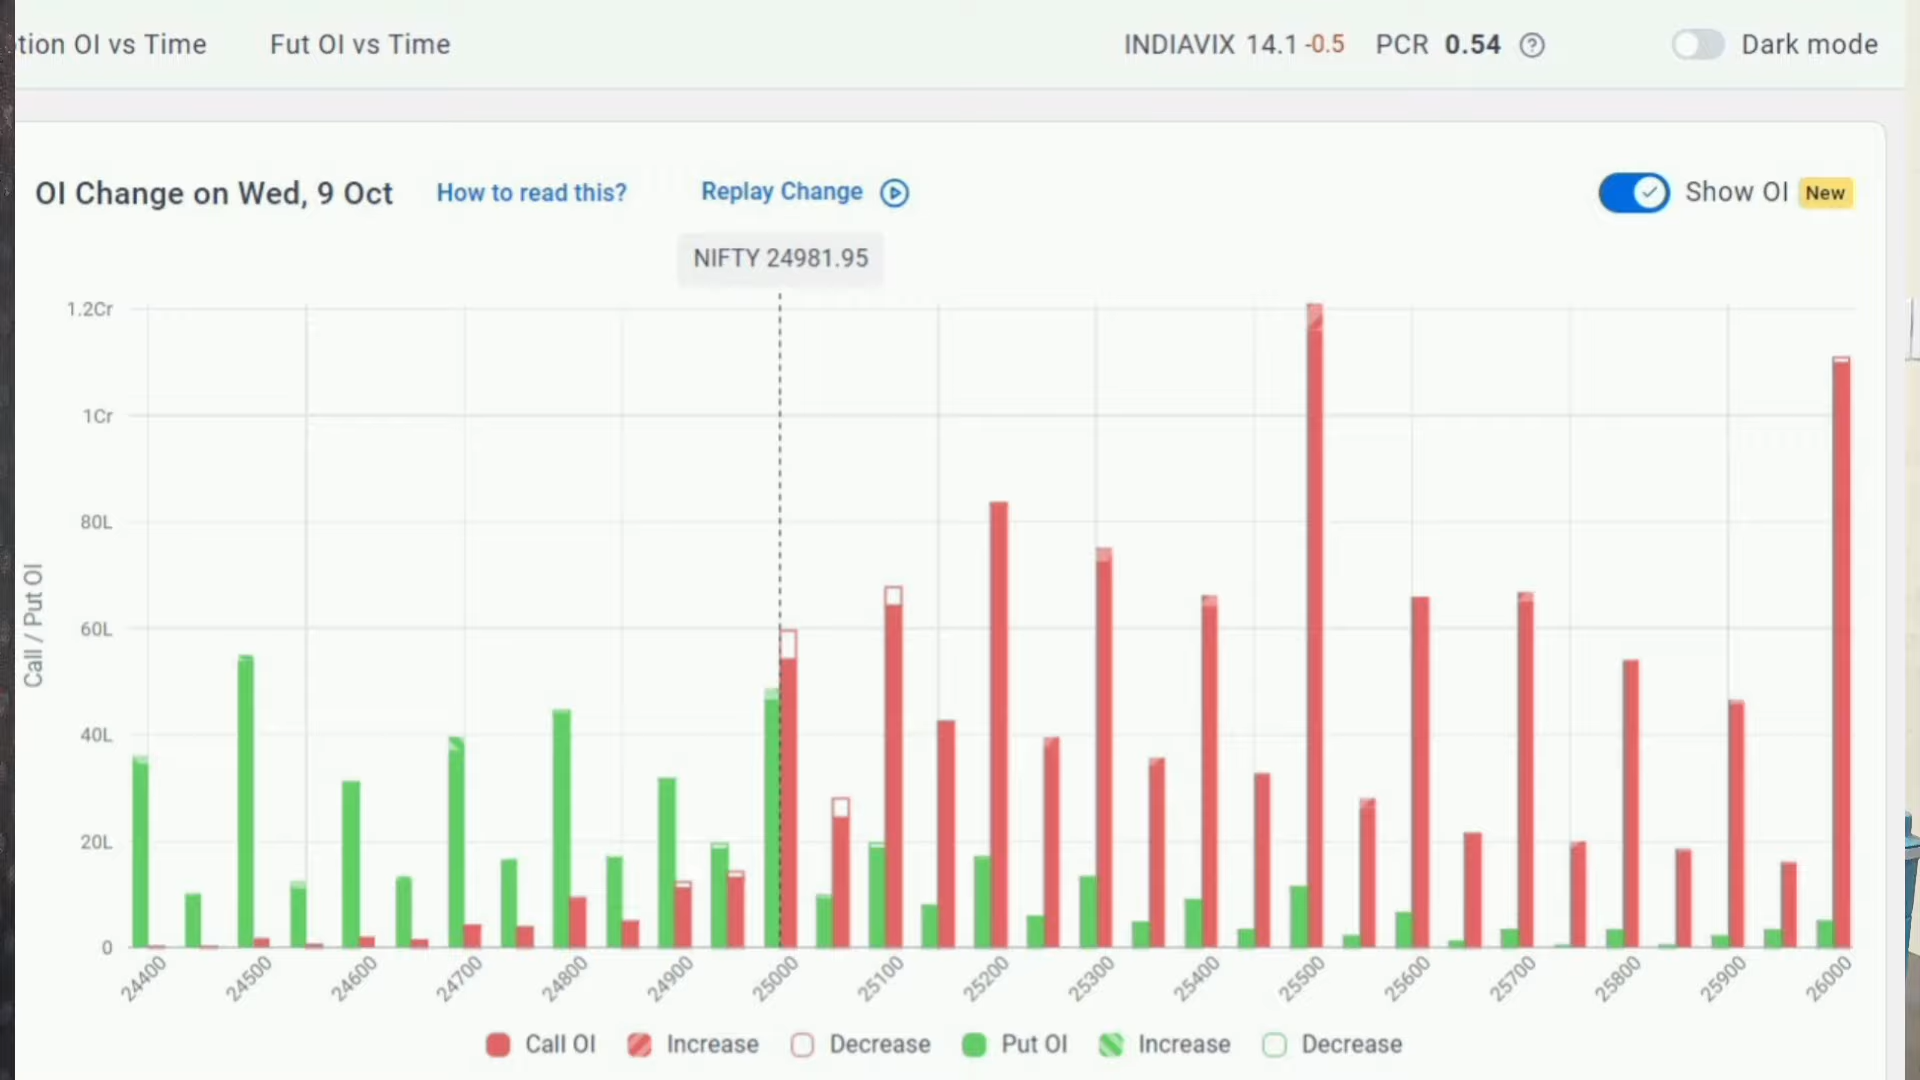 tion OI vs Time Fut OI vs Time INDIAVIX 14.1 -0.5 PCR 0.54 ? Dark mode
OI Change on Wed, 9 Oct How to read this? Replay Change Show OI New
NIFTY 24981.95
1.2Cr
1Cr
80L
60L
40L
20L
0
Call / Put OI
24400 24500 24600 24700 24800 24900 25000 25100 25200 25300 25400 25500 25600 25700 25800 25900 26000
Call OI Increase Decrease Put OI Increase Decrease